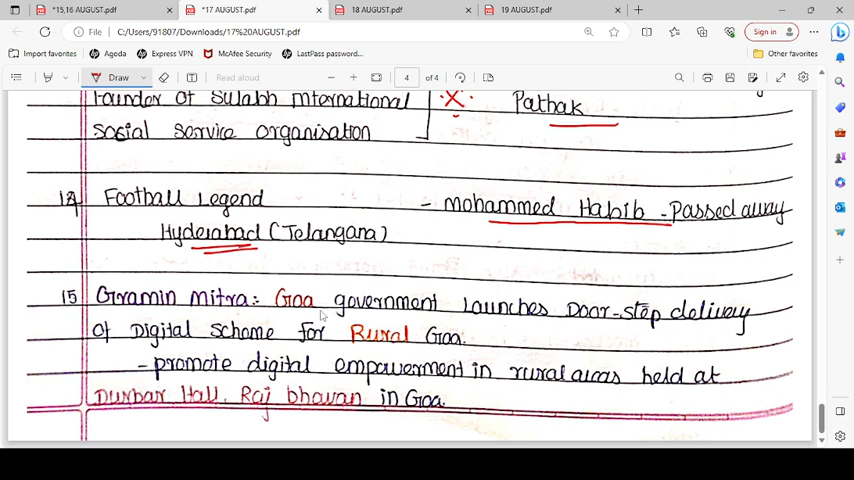 *15,16 AUGUST.pdf
*17 AUGUST.pdf
18 AUGUST.pdf
19 AUGUST.pdf
File
C:/Users/91807/Downloads/17%20AUGUST.pdf
Sign in
Import favorites
Agoda
Express VPN
McAfee Security
LastPass password...
Other favorites
Draw
Read aloud
4 of 4
Founder of Sulabh International
X Pathak
social service organisation
14 Football Legend - Mohammed Habib - Passed away
Hyderabad (Telangana)
15 Gramin mitra: Goa government launches Door-step delivery
of Digital scheme for Rural Goa.
- promote digital empowerment in rural areas held at
Durbar Hall, Raj bhavan in Goa.